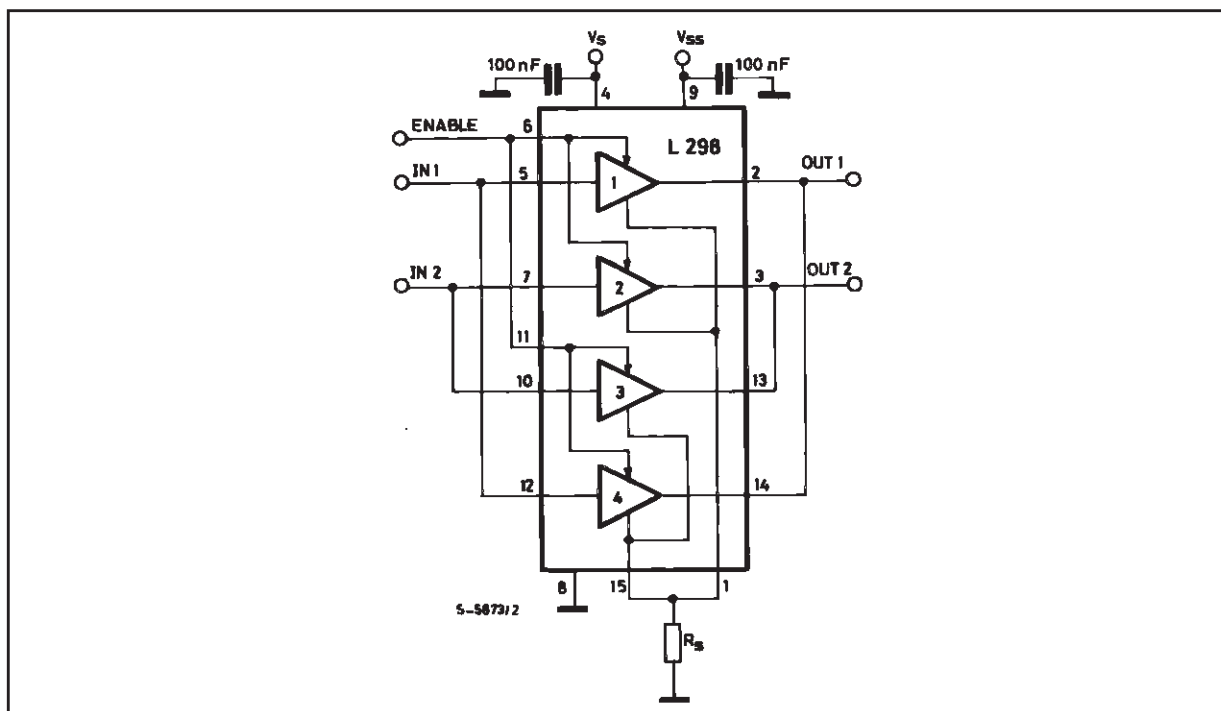 Vs Vss
100 nF 100 nF
4 9
ENABLE 6 L 298
IN 1 5 1 2 OUT 1
IN 2 7 2 3 OUT 2
11
10 3 13
12 4 14
8 15 1
S-5873/2
Rs